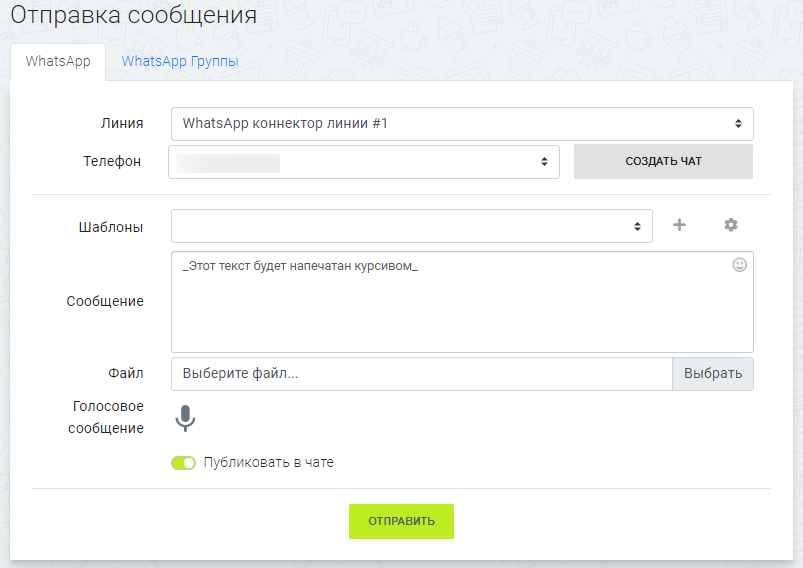 Отправка сообщения
WhatsApp
WhatsApp Группы
Линия
WhatsApp коннектор линии #1
Телефон
СОЗДАТЬ ЧАТ
Шаблоны
_Этот текст будет напечатан курсивом_
Сообщение
Файл
Выберите файл...
Выбрать
Голосовое
сообщение
Публиковать в чате
ОТПРАВИТЬ